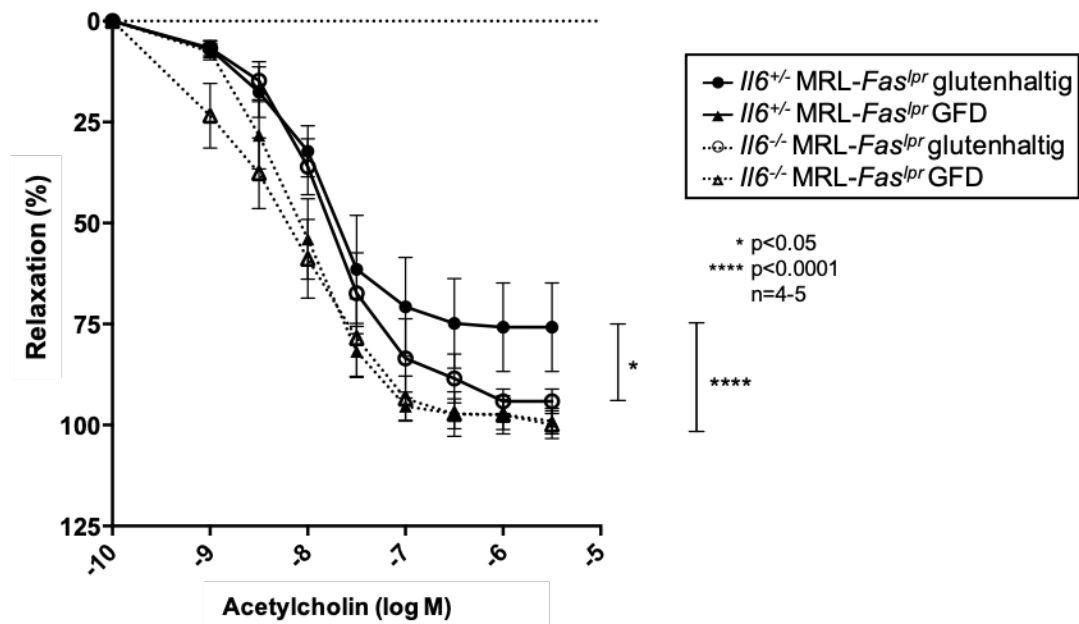 0
25
50
75
100
125
Relaxation (%)
-10
-9
-8
-7
-6
-5
Acetylcholin (log M)
Il6+/- MRL-Faslpr glutenhaltig
Il6+/- MRL-Faslpr GFD
Il6-/- MRL-Faslpr glutenhaltig
Il6-/- MRL-Faslpr GFD
* p<0.05
**** p<0.0001
n=4-5
*
****